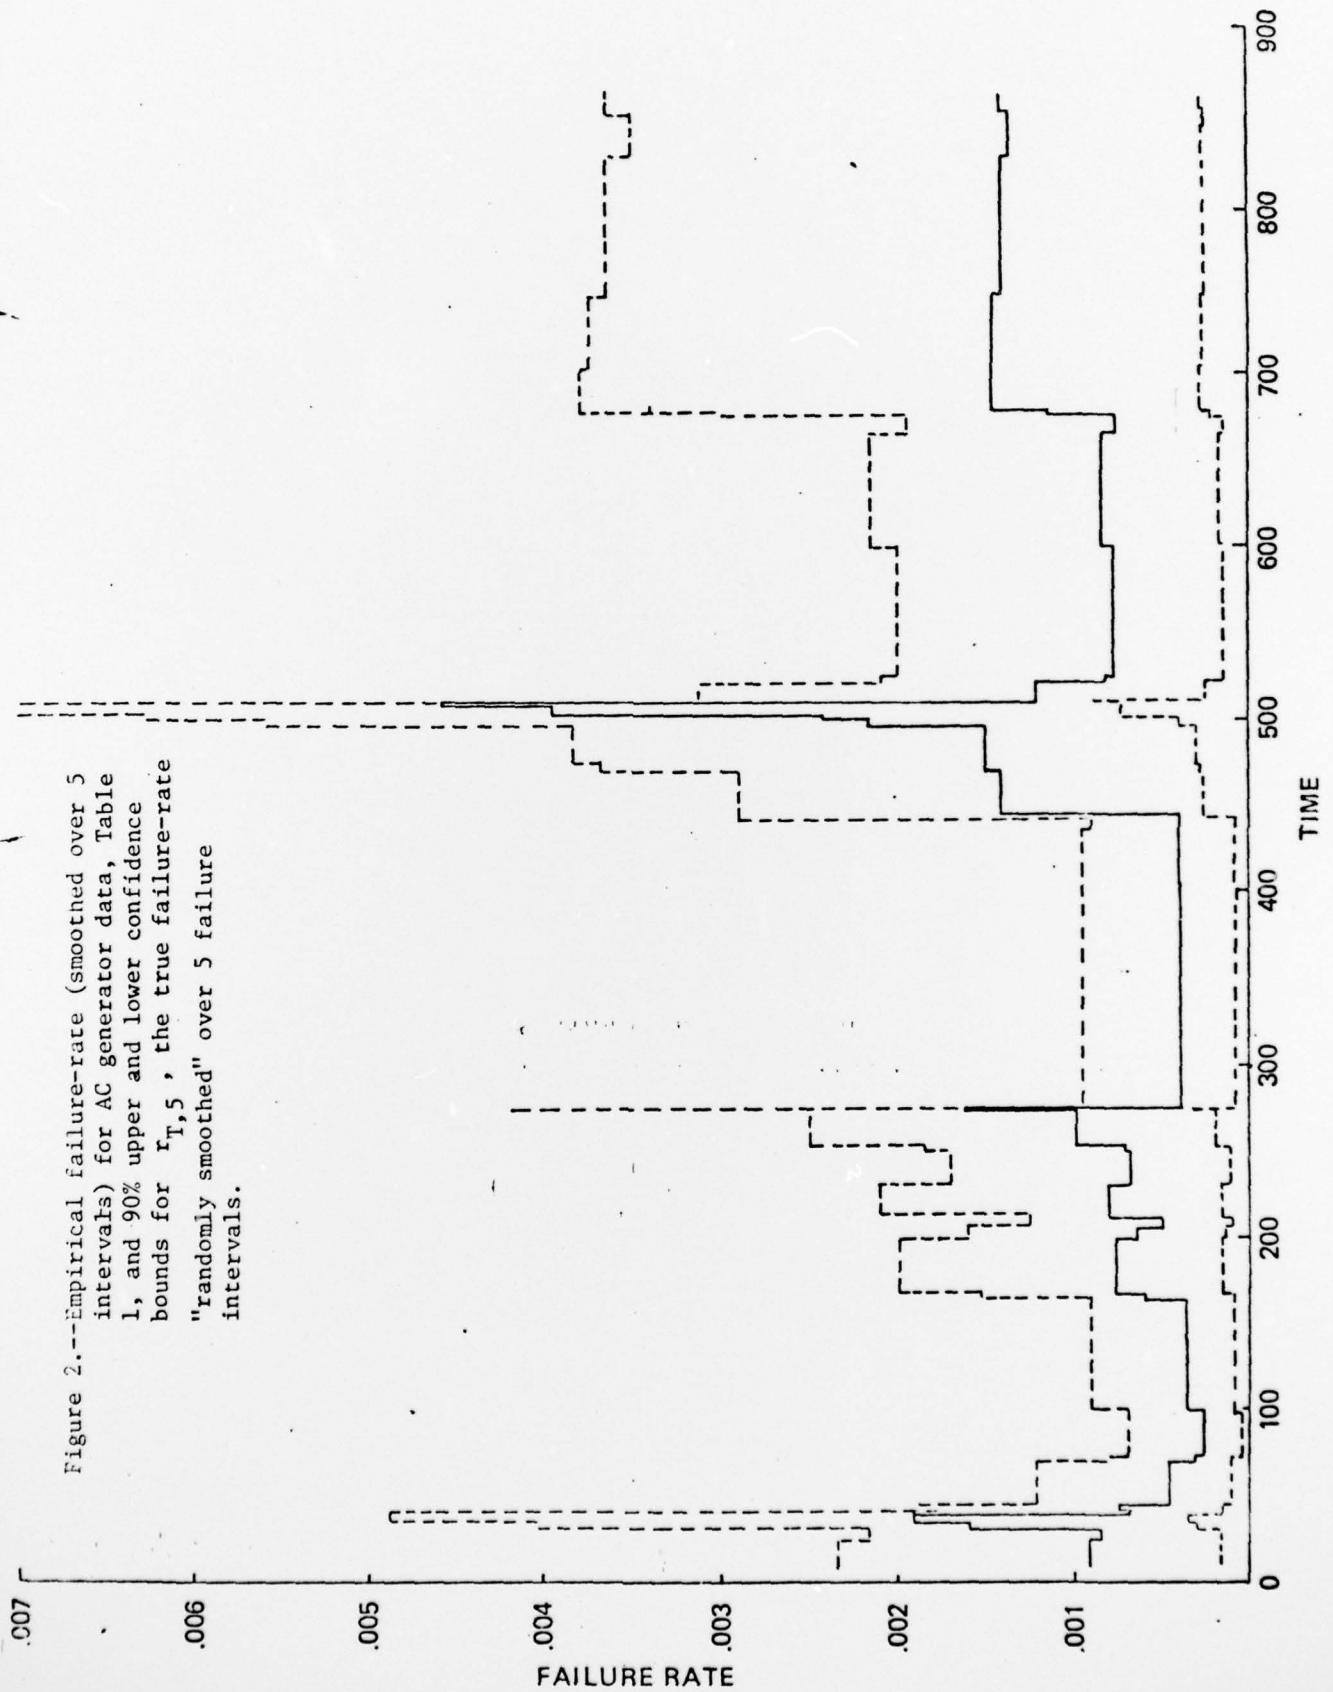 Figure 2.--Empirical failure-rate (smoothed over 5
intervals) for AC generator data, Table
1, and 90% upper and lower confidence
bounds for r_T,5 , the true failure-rate
"randomly smoothed" over 5 failure
intervals.
.007
.006
.005
.004
.003
.002
.001
FAILURE RATE
0
100
200
300
400
500
600
700
800
900
TIME